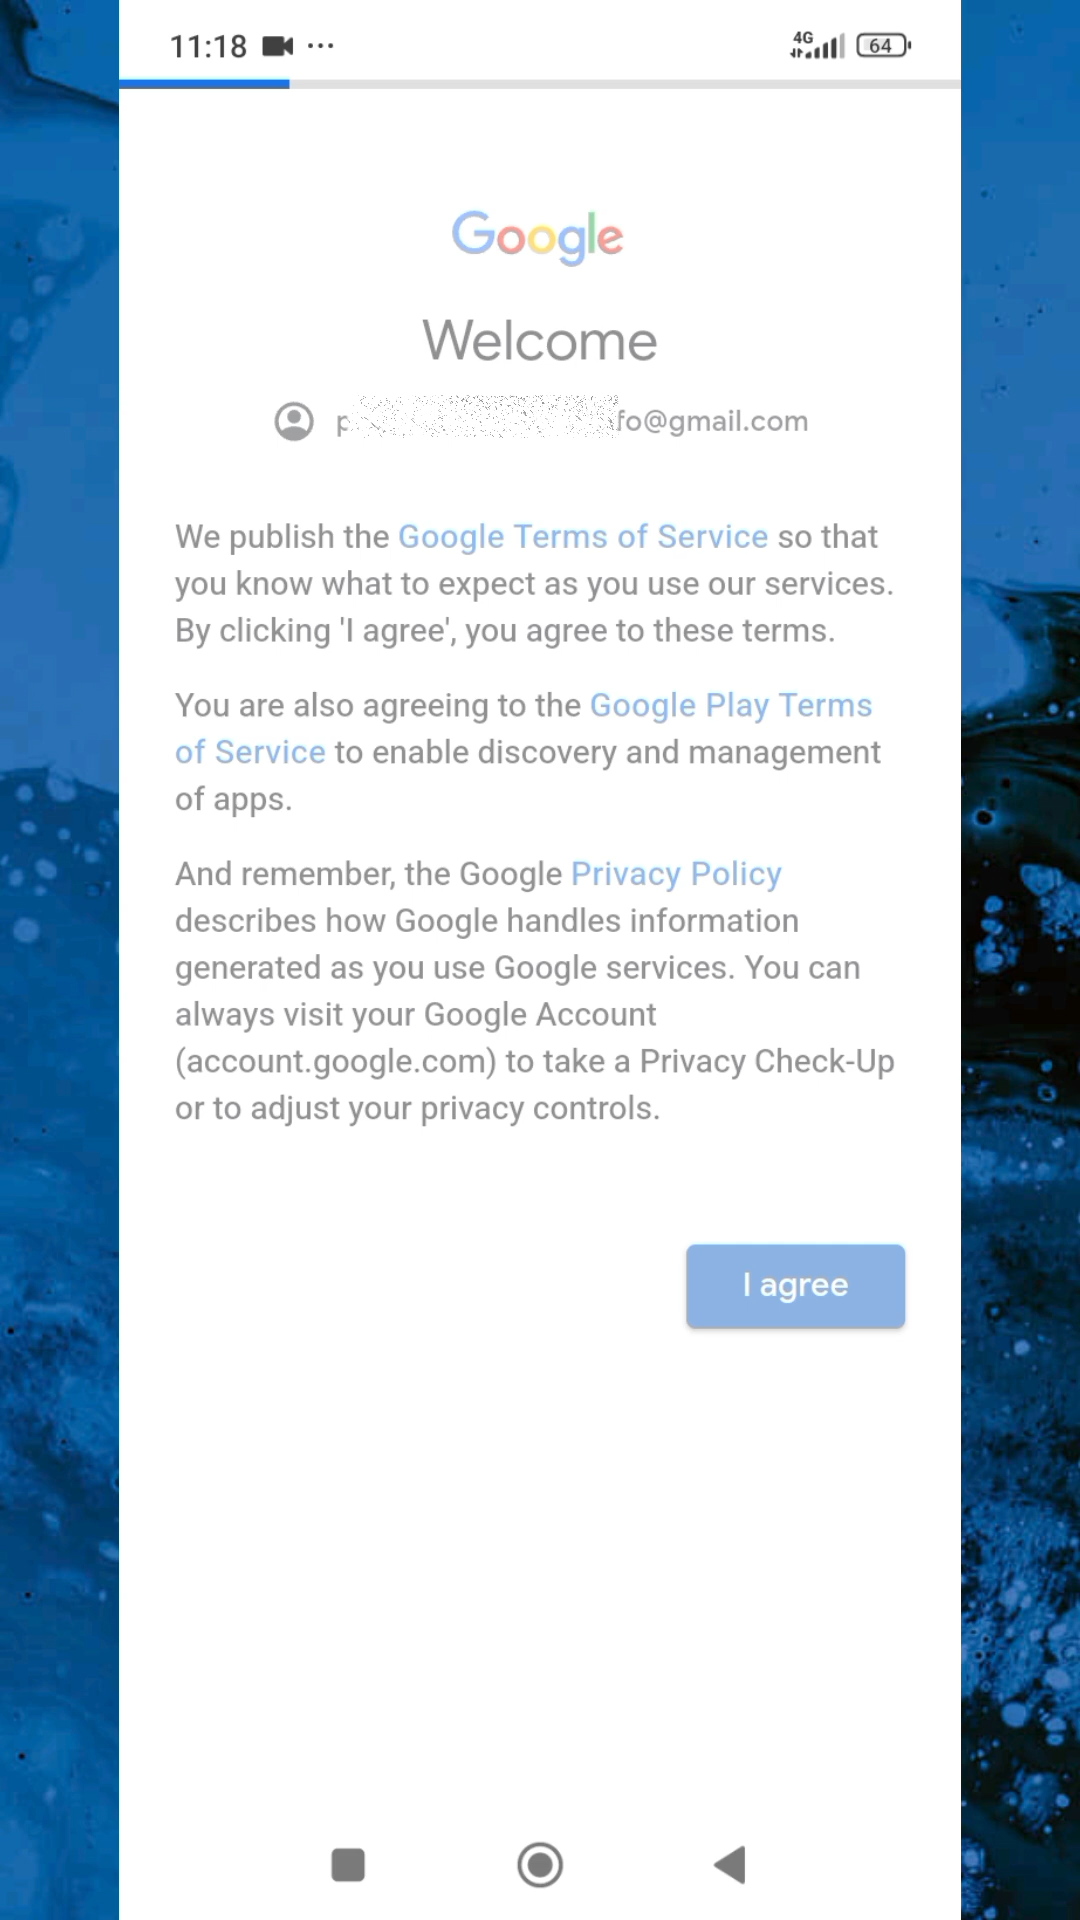 11:18 ... 4G 64
Google
Welcome
fo@gmail.com
We publish the Google Terms of Service so that
you know what to expect as you use our services.
By clicking 'I agree', you agree to these terms.
You are also agreeing to the Google Play Terms
of Service to enable discovery and management
of apps.
And remember, the Google Privacy Policy
describes how Google handles information
generated as you use Google services. You can
always visit your Google Account
(account.google.com) to take a Privacy Check-Up
or to adjust your privacy controls.
I agree